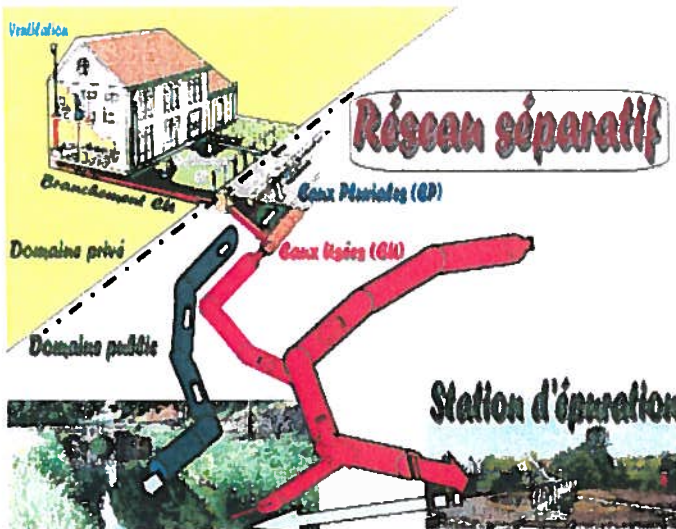 Ventilation
Réseau séparatif
Branchement EU
Eaux Pluviales (EP)
Domaine privé
Eaux Usées (EU)
Domaine public
Station d'épuration